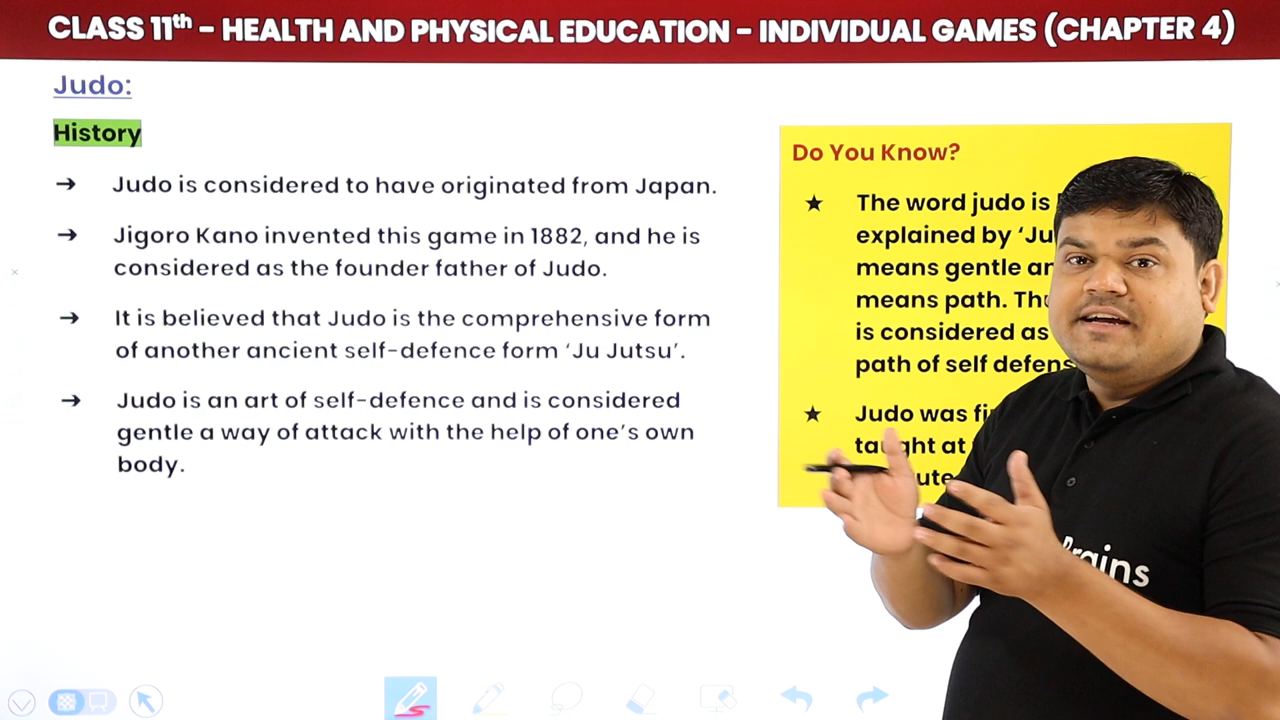 CLASS 11th – HEALTH AND PHYSICAL EDUCATION – INDIVIDUAL GAMES (CHAPTER 4)
Judo:
History
→ Judo is considered to have originated from Japan.
→ Jigoro Kano invented this game in 1882, and he is
considered as the founder father of Judo.
→ It is believed that Judo is the comprehensive form
of another ancient self-defence form ‘Ju Jutsu’.
→ Judo is an art of self-defence and is considered
gentle a way of attack with the help of one’s own
body.
Do You Know?
★ The word judo is
explained by ‘Ju
means gentle
means path.
is considered as
path of self
★ Judo was
taught at